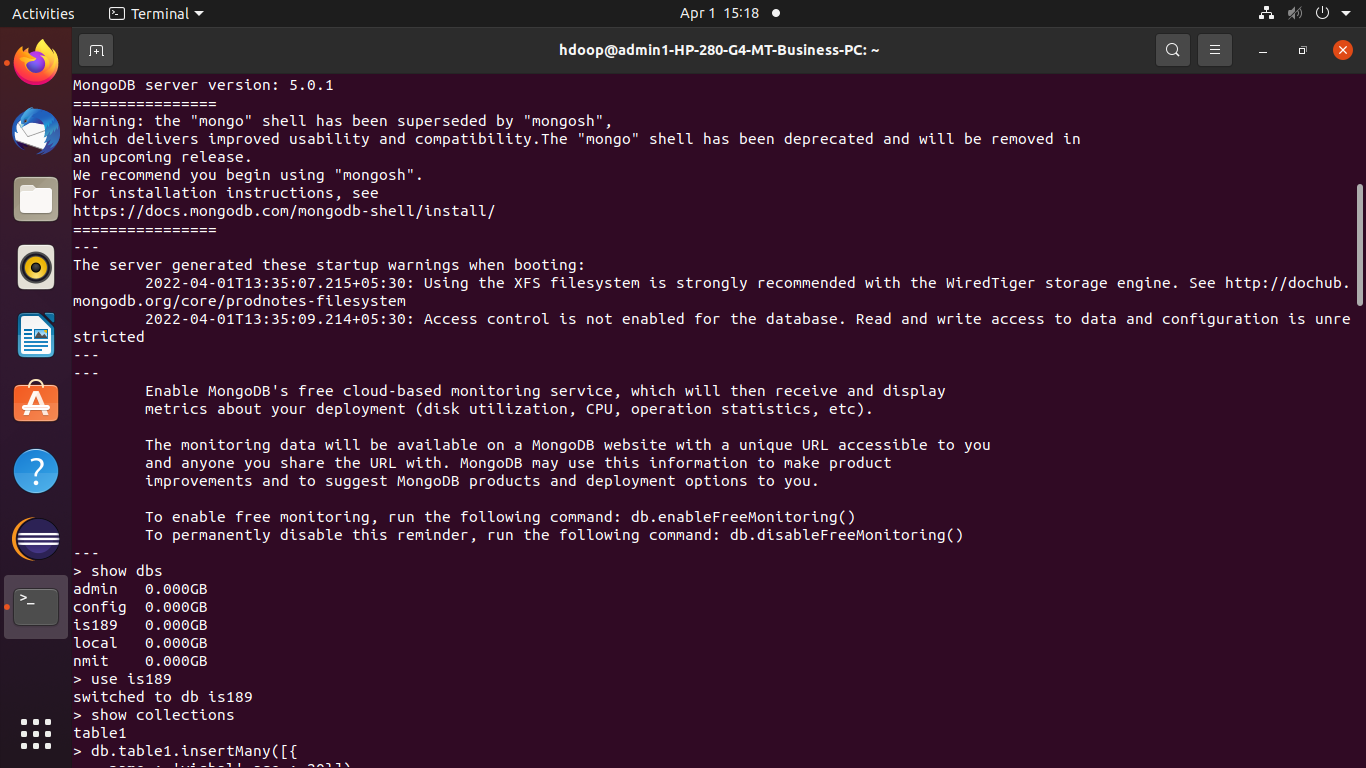 Activities
Terminal
Apr 1 15:18
hdoop@admin1-HP-280-G4-MT-Business-PC: ~
MongoDB server version: 5.0.1
================
Warning: the "mongo" shell has been superseded by "mongosh",
which delivers improved usability and compatibility.The "mongo" shell has been deprecated and will be removed in
an upcoming release.
We recommend you begin using "mongosh".
For installation instructions, see
https://docs.mongodb.com/mongodb-shell/install/
================
---
The server generated these startup warnings when booting:
        2022-04-01T13:35:07.215+05:30: Using the XFS filesystem is strongly recommended with the WiredTiger storage engine. See http://dochub.
mongodb.org/core/prodnotes-filesystem
        2022-04-01T13:35:09.214+05:30: Access control is not enabled for the database. Read and write access to data and configuration is unre
stricted
---
---
        Enable MongoDB's free cloud-based monitoring service, which will then receive and display
        metrics about your deployment (disk utilization, CPU, operation statistics, etc).

        The monitoring data will be available on a MongoDB website with a unique URL accessible to you
        and anyone you share the URL with. MongoDB may use this information to make product
        improvements and to suggest MongoDB products and deployment options to you.

        To enable free monitoring, run the following command: db.enableFreeMonitoring()
        To permanently disable this reminder, run the following command: db.disableFreeMonitoring()
---
> show dbs
admin   0.000GB
config  0.000GB
is189   0.000GB
local   0.000GB
nmit    0.000GB
> use is189
switched to db is189
> show collections
table1
> db.table1.insertMany([{